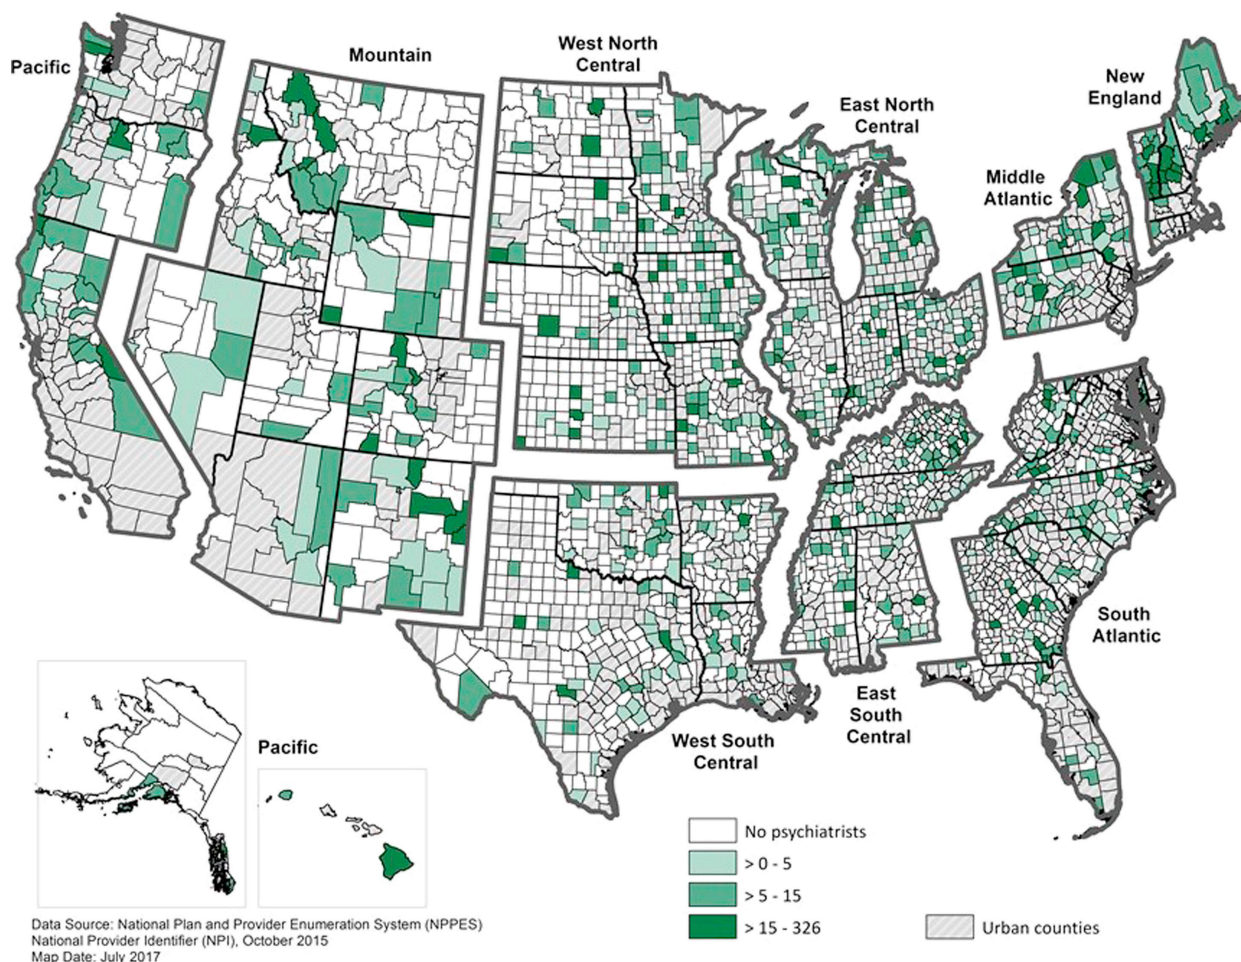 Pacific
Mountain
West North
Central
East North
Central
New
England
Middle
Atlantic
South
Atlantic
East
South
Central
West South
Central
Pacific
No psychiatrists
> 0 - 5
> 5 - 15
> 15 - 326
Urban counties
Data Source: National Plan and Provider Enumeration System (NPPES)
National Provider Identifier (NPI), October 2015
Map Date: July 2017